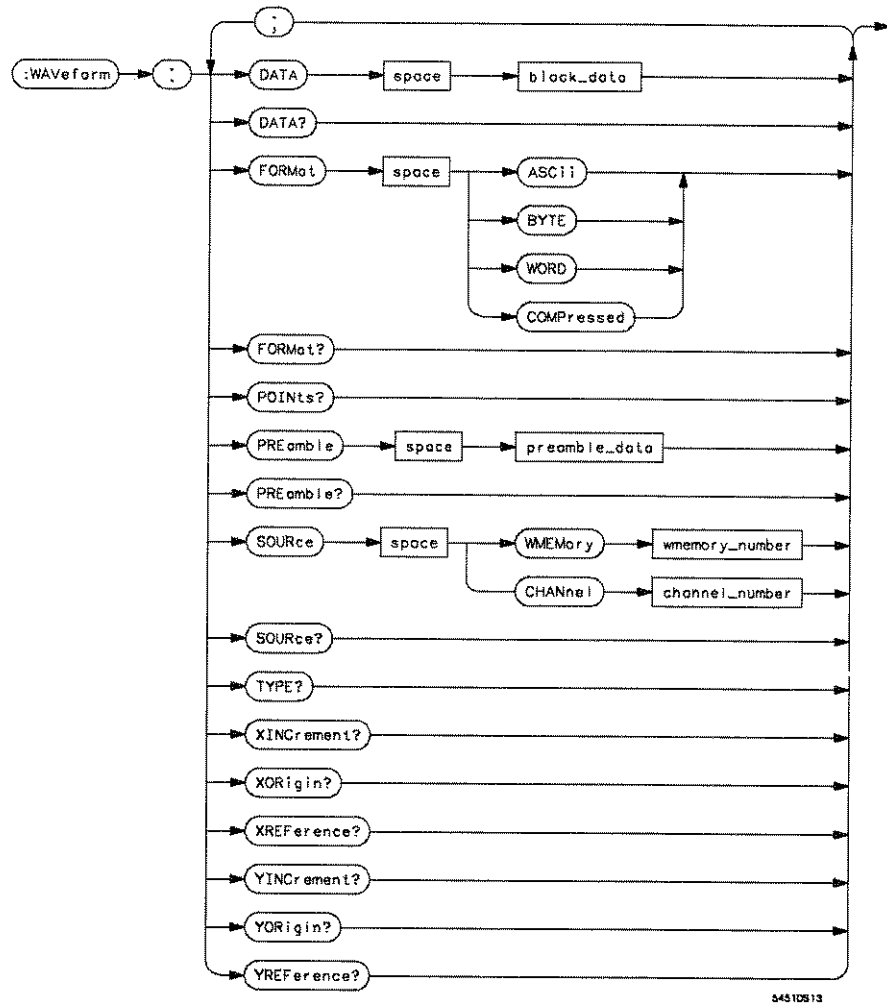 ;
:WAVeform : DATA space block_data
DATA?
FORMat space ASCii
BYTE
WORD
COMPressed
FORMat?
POINts?
PREamble space preamble_data
PREamble?
SOURce space WMEMory wmemory_number
CHANnel channel_number
SOURce?
TYPE?
XINCrement?
XORigin?
XREFerence?
YINCrement?
YORigin?
YREFerence?
54510S13